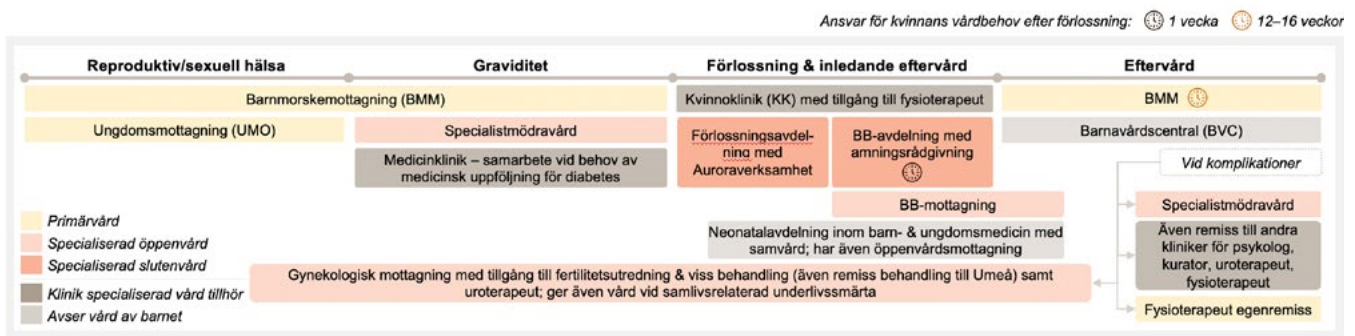 Ansvar för kvinnans vårdbehov efter förlossning: 1 vecka 12–16 veckor
Reproduktiv/sexuell hälsa
Graviditet
Förlossning & inledande eftervård
Eftervård
Barnmorskemottagning (BMM)
Kvinnoklinik (KK) med tillgång till fysioterapeut
BMM
Ungdomsmottagning (UMO)
Specialistmödravård
Förlossningsavdel-
ning med
Auroraverksamhet
BB-avdelning med
amningsrådgivning
Barnavårdscentral (BVC)
Medicinklinik – samarbete vid behov av
medicinsk uppföljning för diabetes
Vid komplikationer
BB-mottagning
Specialistmödravård
Neonatalavdelning inom barn- & ungdomsmedicin med
samvård; har även öppenvårdsmottagning
Även remiss till andra
kliniker för psykolog,
kurator, uroterapeut,
fysioterapeut
Gynekologisk mottagning med tillgång till fertilitetsutredning & viss behandling (även remiss behandling till Umeå) samt
uroterapeut; ger även vård vid samlivsrelaterad underlivssmärta
Fysioterapeut egenremiss
Primärvård
Specialiserad öppenvård
Specialiserad slutenvård
Klinik specialiserad vård tillhör
Avser vård av barnet